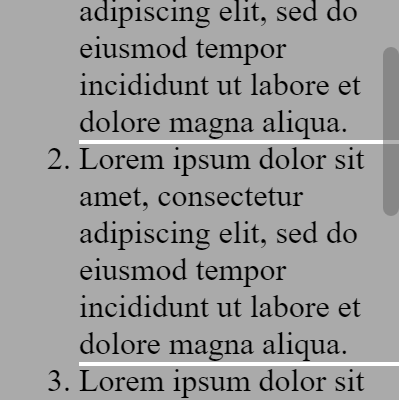 adipiscing elit, sed do
eiusmod tempor
incididunt ut labore et
dolore magna aliqua.
2. Lorem ipsum dolor sit
amet, consectetur
adipiscing elit, sed do
eiusmod tempor
incididunt ut labore et
dolore magna aliqua.
3. Lorem ipsum dolor sit